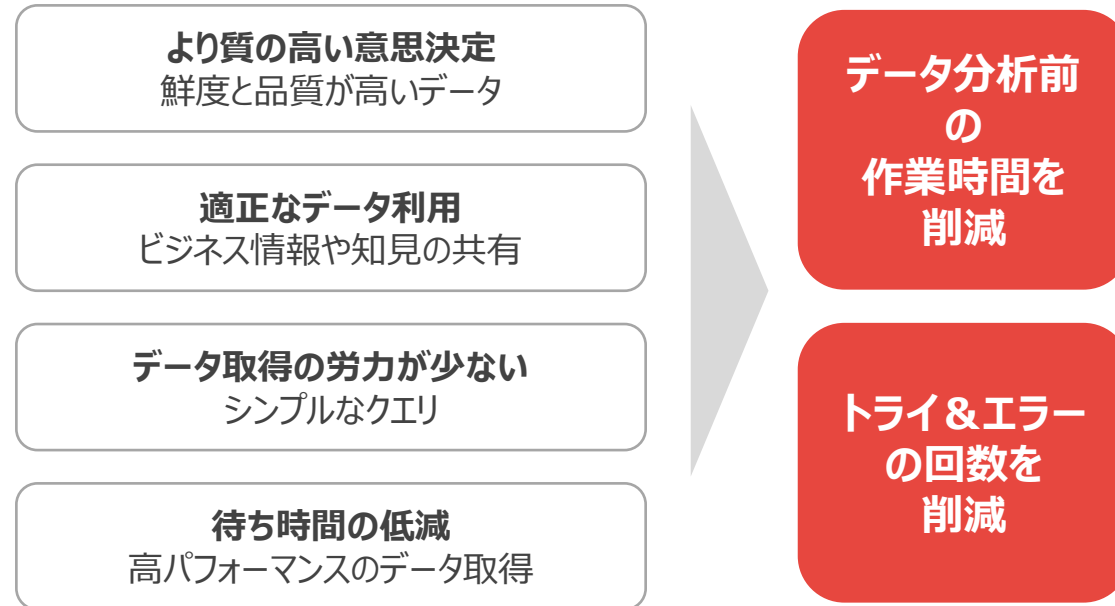 より質の高い意思決定
鮮度と品質が高いデータ
適正なデータ利用
ビジネス情報や知見の共有
データ取得の労力が少ない
シンプルなクエリ
待ち時間の低減
高パフォーマンスのデータ取得
データ分析前
の
作業時間を
削減
トライ&エラー
の回数を
削減